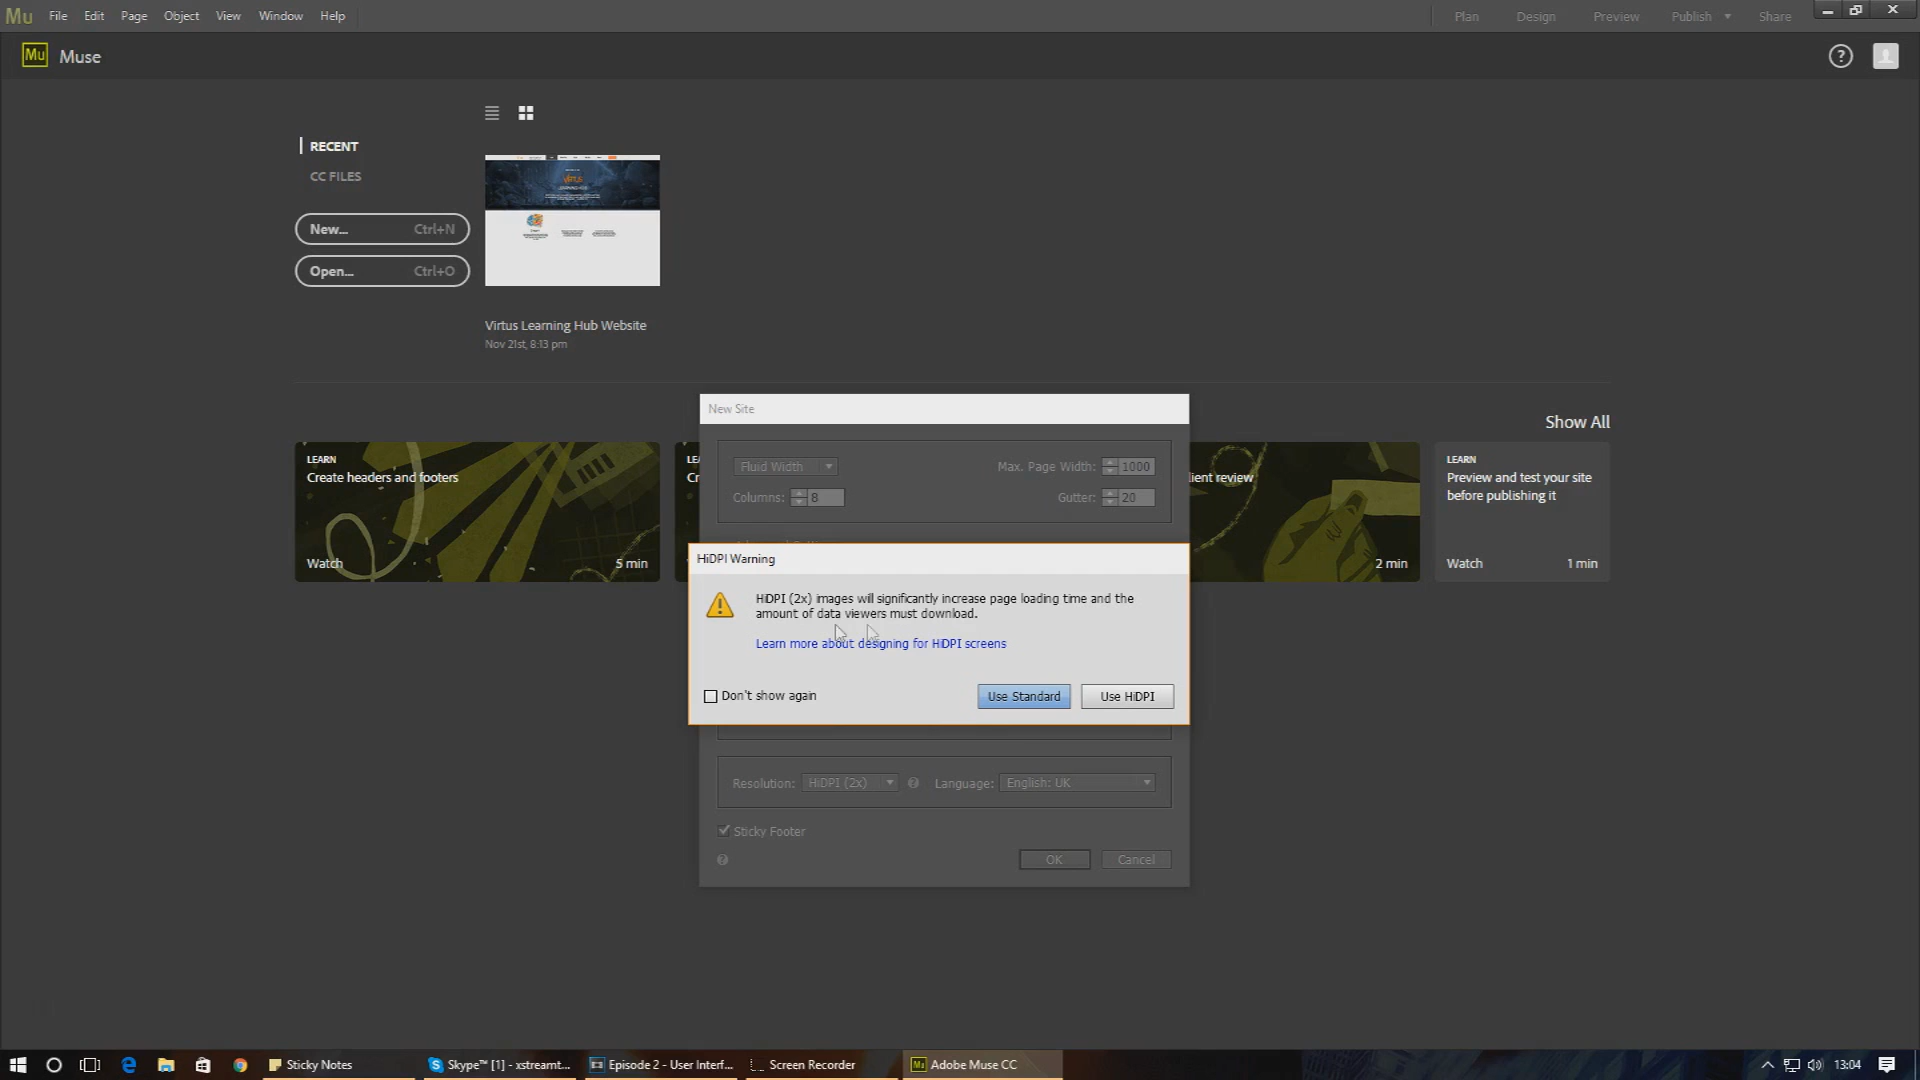 Mu File Edit Page Object View Window Help Plan Design Preview Publish Share
Mu Muse
RECENT
CC FILES
New... Ctrl+N
Open... Ctrl+O
Virtus Learning Hub Website
Nov 21st, 8:13 pm
Show All
LEARN
Create headers and footers
Watch 5 min
LE
Cr
lient review
2 min
LEARN
Preview and test your site
before publishing it
Watch 1 min
New Site
Fluid Width Max. Page Width: 1000
Columns: 8 Gutter: 20
HiDPI Warning
HiDPI (2x) images will significantly increase page loading time and the
amount of data viewers must download.
Learn more about designing for HiDPI screens
Don't show again Use Standard Use HiDPI
Resolution: HiDPI (2x) Language: English: UK
Sticky Footer
OK Cancel
Sticky Notes Skype™ [1] - xstreamt... Episode 2 - User Interf... Screen Recorder Mu Adobe Muse CC 13:04